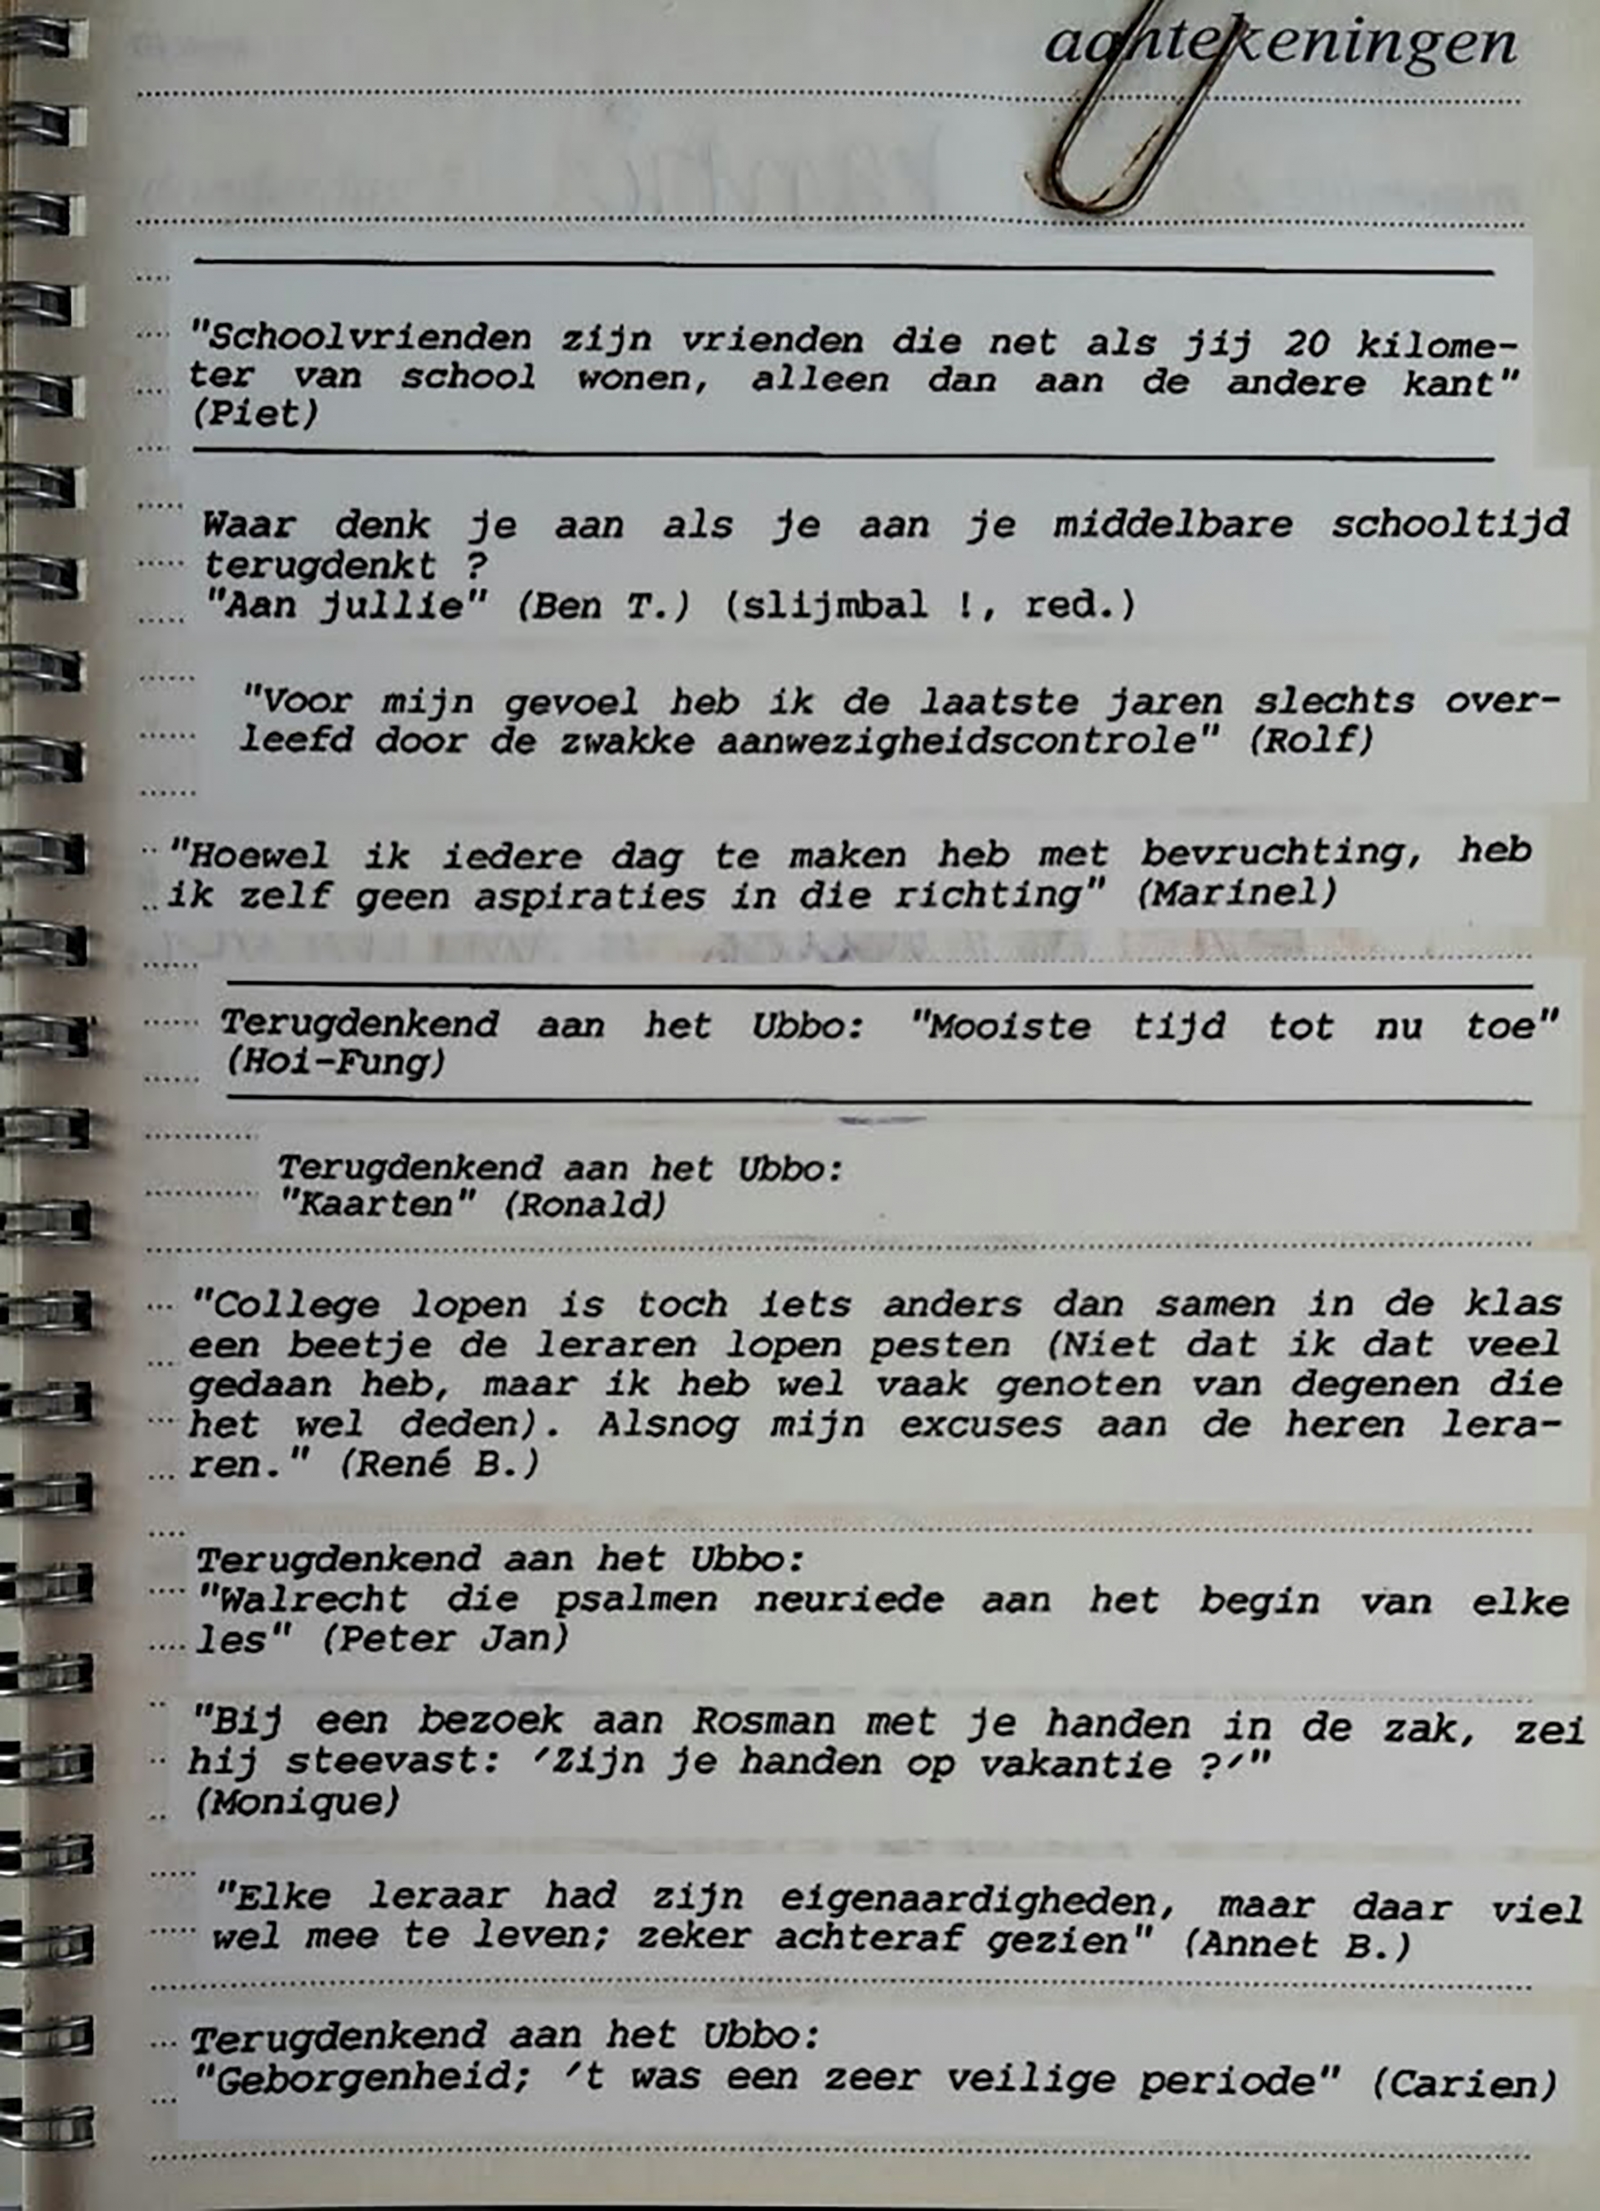 aantekeningen
"Schoolvrienden zijn vrienden die net als jij 20 kilome-
ter van school wonen, alleen dan aan de andere kant"
(Piet)
Waar denk je aan als je aan je middelbare schooltijd
terugdenkt ?
"Aan jullie" (Ben T.) (slijmbal !, red.)
"Voor mijn gevoel heb ik de laatste jaren slechts over-
leefd door de zwakke aanwezigheidscontrole" (Rolf)
"Hoewel ik iedere dag te maken heb met bevruchting, heb
ik zelf geen aspiraties in die richting" (Marinel)
Terugdenkend aan het Ubbo: "Mooiste tijd tot nu toe"
(Hoi-Fung)
Terugdenkend aan het Ubbo:
"Kaarten" (Ronald)
"College lopen is toch iets anders dan samen in de klas
een beetje de leraren lopen pesten (Niet dat ik dat veel
gedaan heb, maar ik heb wel vaak genoten van degenen die
het wel deden). Alsnog mijn excuses aan de heren lera-
ren." (René B.)
Terugdenkend aan het Ubbo:
"Walrecht die psalmen neuriede aan het begin van elke
les" (Peter Jan)
"Bij een bezoek aan Rosman met je handen in de zak, zei
hij steevast: 'Zijn je handen op vakantie ?'"
(Monique)
"Elke leraar had zijn eigenaardigheden, maar daar viel
wel mee te leven; zeker achteraf gezien" (Annet B.)
Terugdenkend aan het Ubbo:
"Geborgenheid; 't was een zeer veilige periode" (Carien)